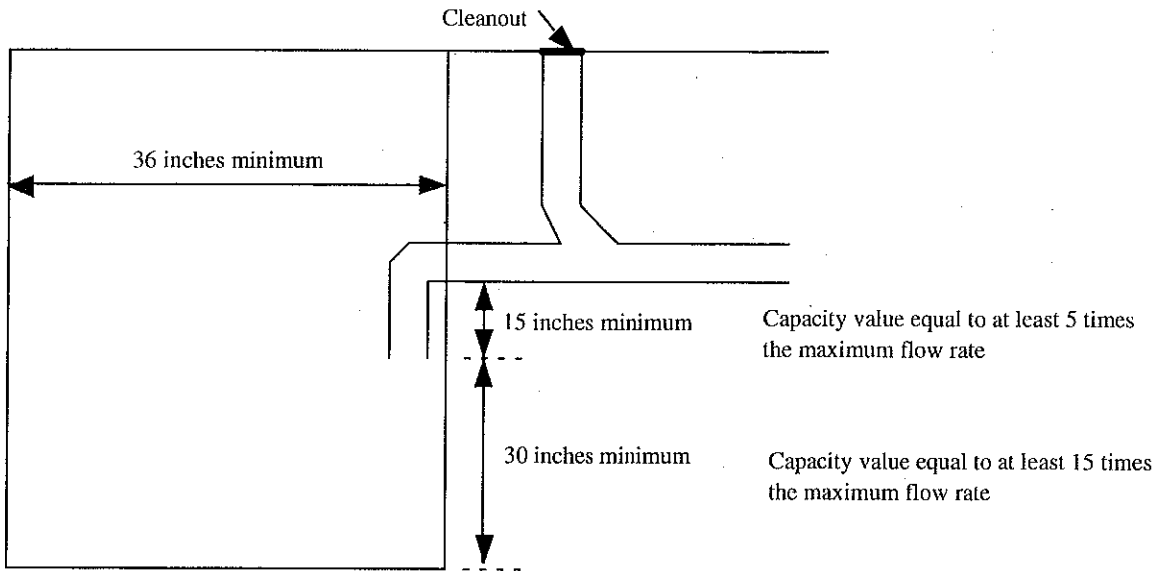 Cleanout
36 inches minimum
15 inches minimum
Capacity value equal to at least 5 times
the maximum flow rate
30 inches minimum
Capacity value equal to at least 15 times
the maximum flow rate